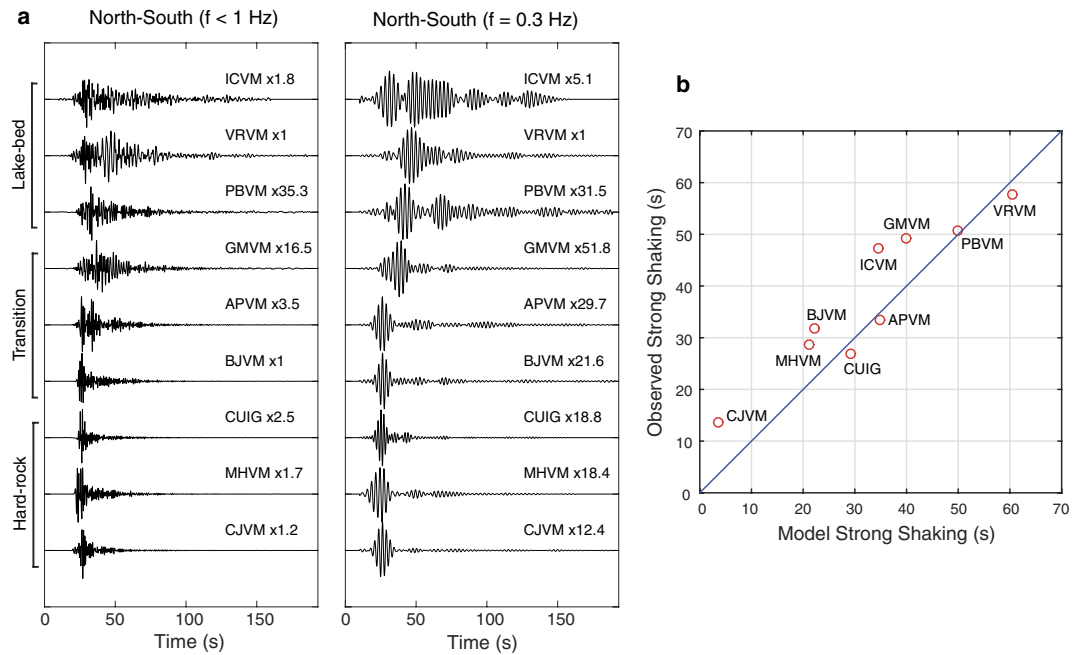 a
North-South (f < 1 Hz)
North-South (f = 0.3 Hz)
Lake-bed
Transition
Hard-rock
ICVM x1.8
VRVM x1
PBVM x35.3
GMVM x16.5
APVM x3.5
BJVM x1
CUIG x2.5
MHVM x1.7
CJVM x1.2
0 50 100 150
Time (s)
ICVM x5.1
VRVM x1
PBVM x31.5
GMVM x51.8
APVM x29.7
BJVM x21.6
CUIG x18.8
MHVM x18.4
CJVM x12.4
0 50 100 150
Time (s)
b
Observed Strong Shaking (s)
70
60
50
40
30
20
10
0
VRVM
GMVM
PBVM
ICVM
BJVM
APVM
MHVM
CUIG
CJVM
0 10 20 30 40 50 60 70
Model Strong Shaking (s)